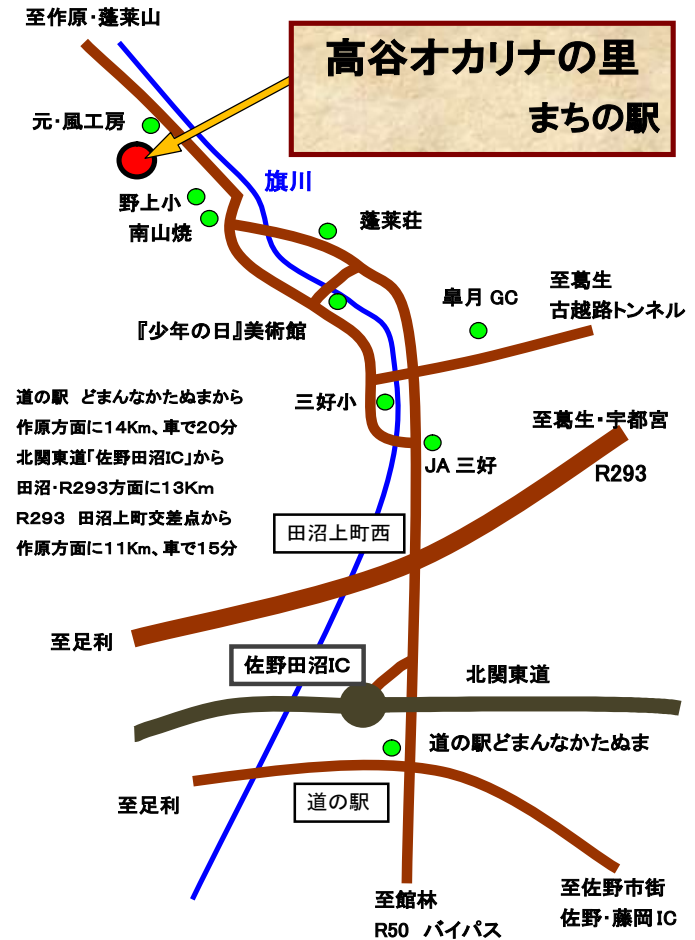 至作原・蓬莱山
高谷オカリナの里
まちの駅
元・風工房
旗川
野上小
南山焼
蓬莱荘
至葛生
古越路トンネル
皐月GC
『少年の日』美術館
道の駅　どまんなかたぬまから
作原方面に14Km、車で20分
北関東道「佐野田沼IC」から
田沼・R293方面に13Km
R293　田沼上町交差点から
作原方面に11Km、車で15分
三好小
至葛生・宇都宮
JA三好
R293
田沼上町西
至足利
佐野田沼IC
北関東道
道の駅どまんなかたぬま
道の駅
至足利
至館林
R50　バイパス
至佐野市街
佐野・藤岡IC